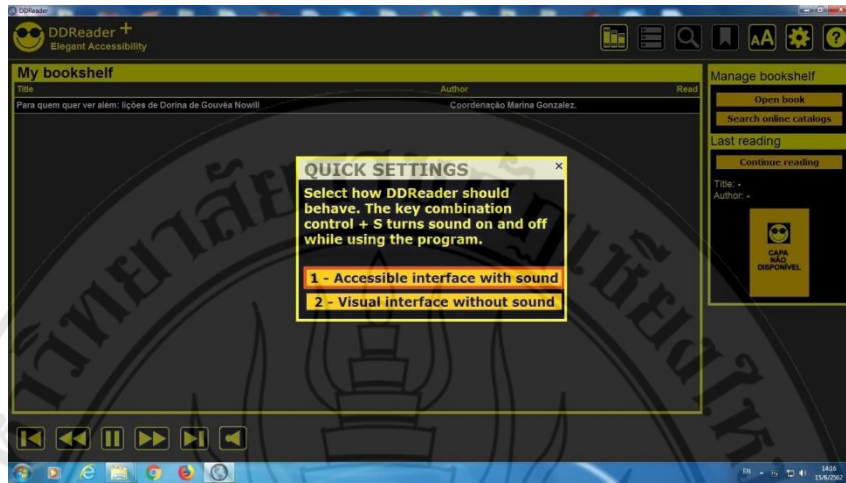 DDReader
DDReader +
Elegant Accessibility
AA
?
My bookshelf
Title Author Read
Para quem quer ver além: lições de Dorina de Gouvêa Nowill Coordenação Marina Gonzalez.
Manage bookshelf
Open book
Search online catalogs
Last reading
Continue reading
Title: -
Author: -
CAPA
NÃO
DISPONÍVEL
QUICK SETTINGS ×
Select how DDReader should
behave. The key combination
control + S turns sound on and off
while using the program.
1 - Accessible interface with sound
2 - Visual interface without sound
EN
14:16
15/6/2562